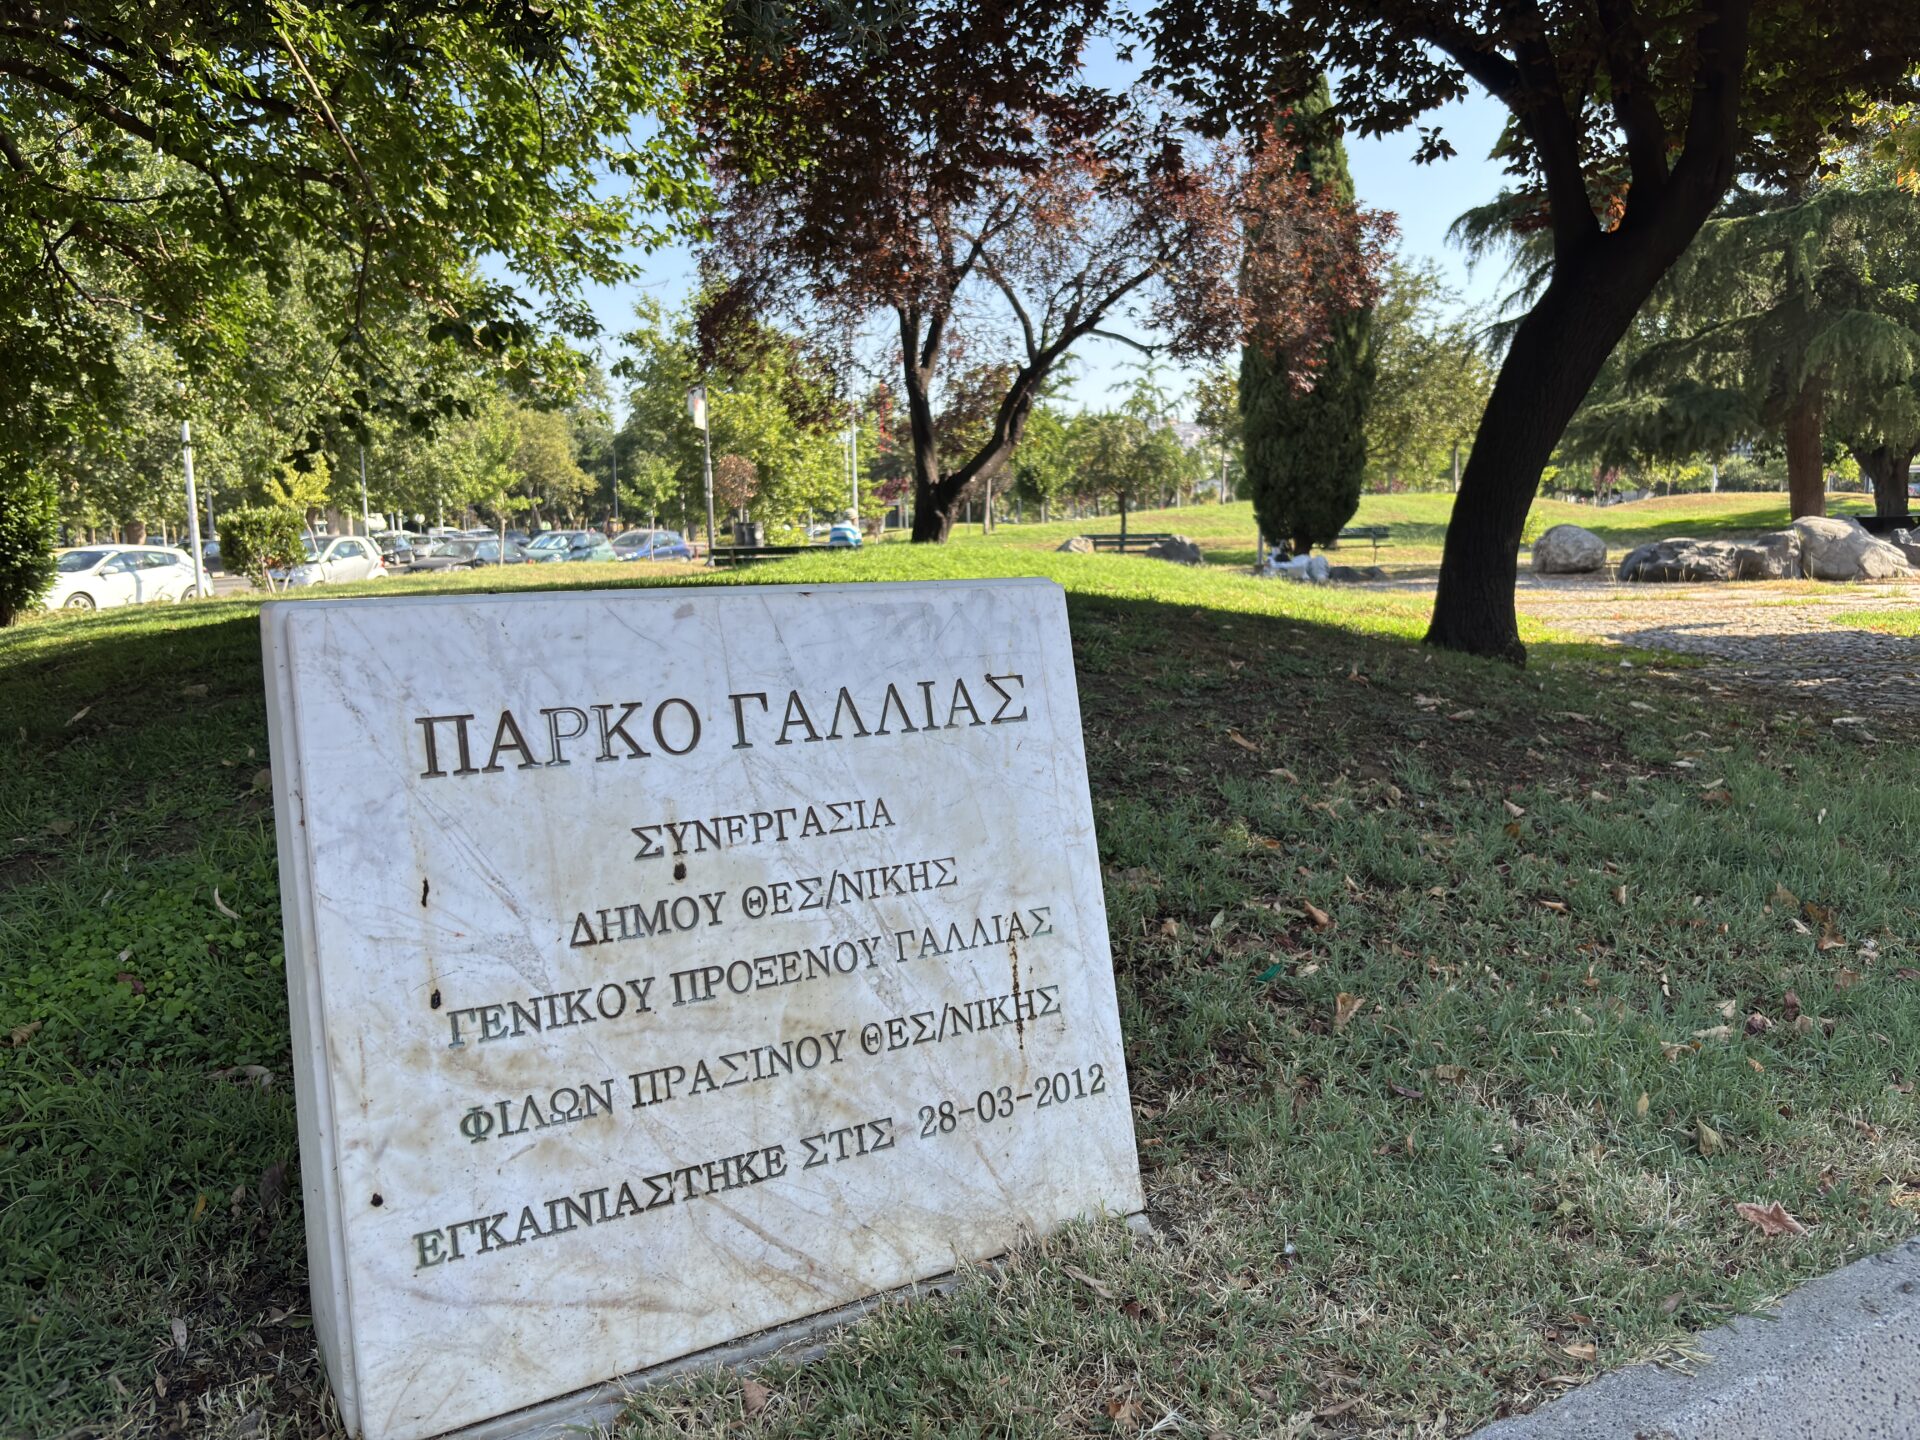 ΠΑΡΚΟ ΓΑΛΛΙΑΣ
ΣΥΝΕΡΓΑΣΙΑ
ΔΗΜΟΥ ΘΕΣ/ΝΙΚΗΣ
ΓΕΝΙΚΟΥ ΠΡΟΞΕΝΟΥ ΓΑΛΛΙΑΣ
ΦΙΛΩΝ ΠΡΑΣΙΝΟΥ ΘΕΣ/ΝΙΚΗΣ
ΕΓΚΑΙΝΙΑΣΤΗΚΕ ΣΤΙΣ 28-03-2012